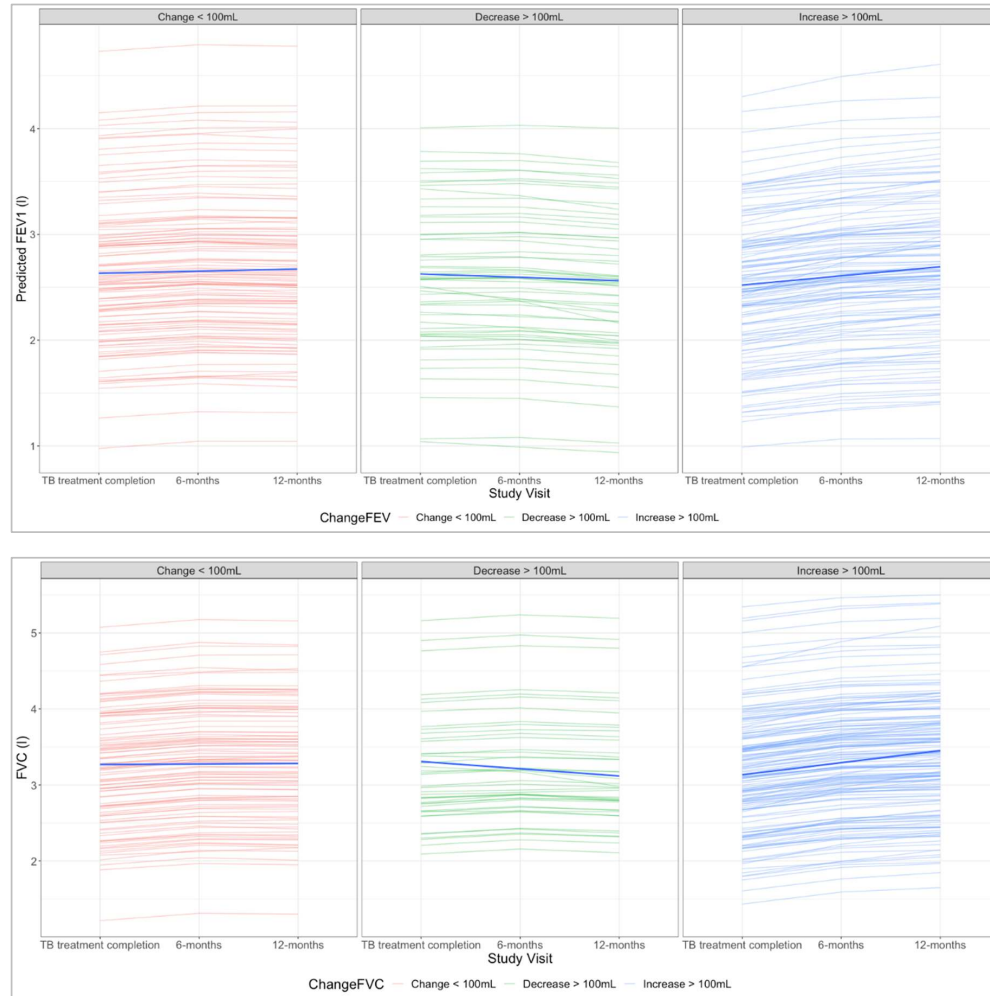 Change < 100mL
Decrease > 100mL
Increase > 100mL
Predicted FEV1 (l)
4
3
2
1
TB treatment completion 6-months 12-months
TB treatment completion 6-months 12-months
TB treatment completion 6-months 12-months
Study Visit
ChangeFEV Change < 100mL Decrease > 100mL Increase > 100mL
Change < 100mL
Decrease > 100mL
Increase > 100mL
FVC (l)
5
4
3
2
TB treatment completion 6-months 12-months
TB treatment completion 6-months 12-months
TB treatment completion 6-months 12-months
Study Visit
ChangeFVC Change < 100mL Decrease > 100mL Increase > 100mL